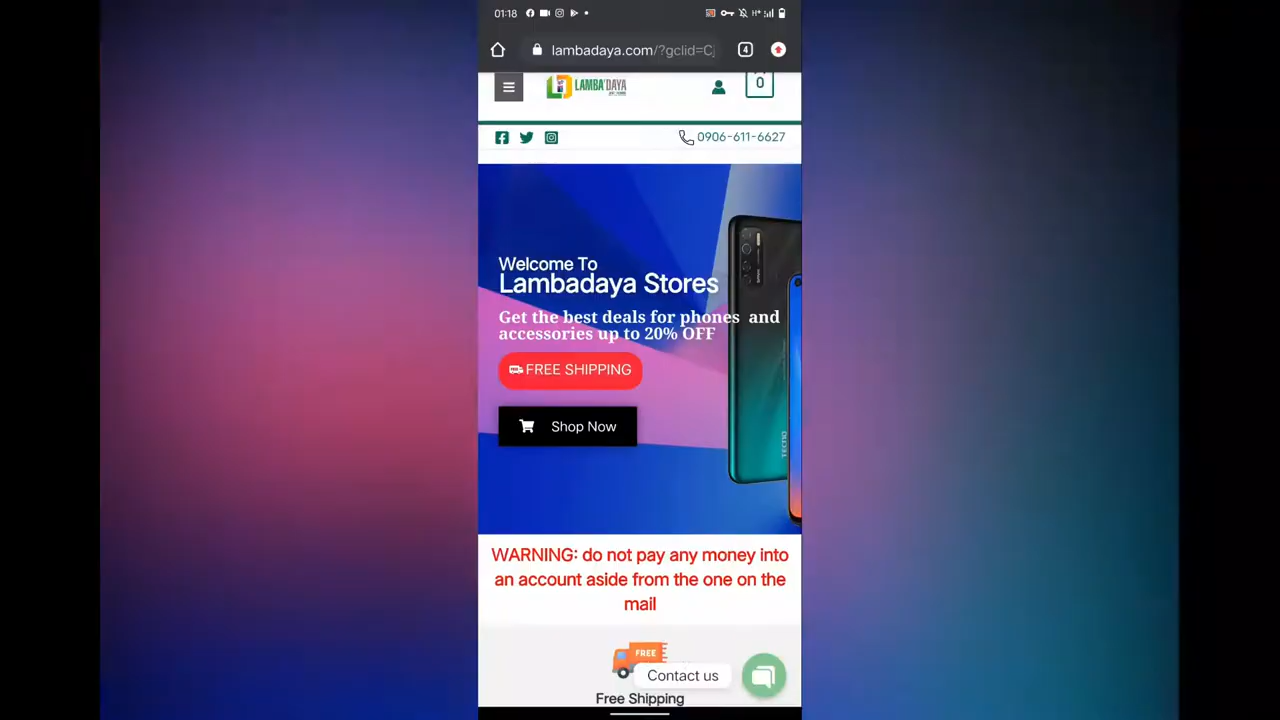 01:18
H+
lambadaya.com/?gclid=C
4
LAMBA'DAYA
0
0906-611-6627
Welcome To
Lambadaya Stores
Get the best deals for phones and
accessories up to 20% OFF
FREE SHIPPING
Shop Now
TECNO
WARNING: do not pay any money into
an account aside from the one on the
mail
FREE
Contact us
Free Shipping